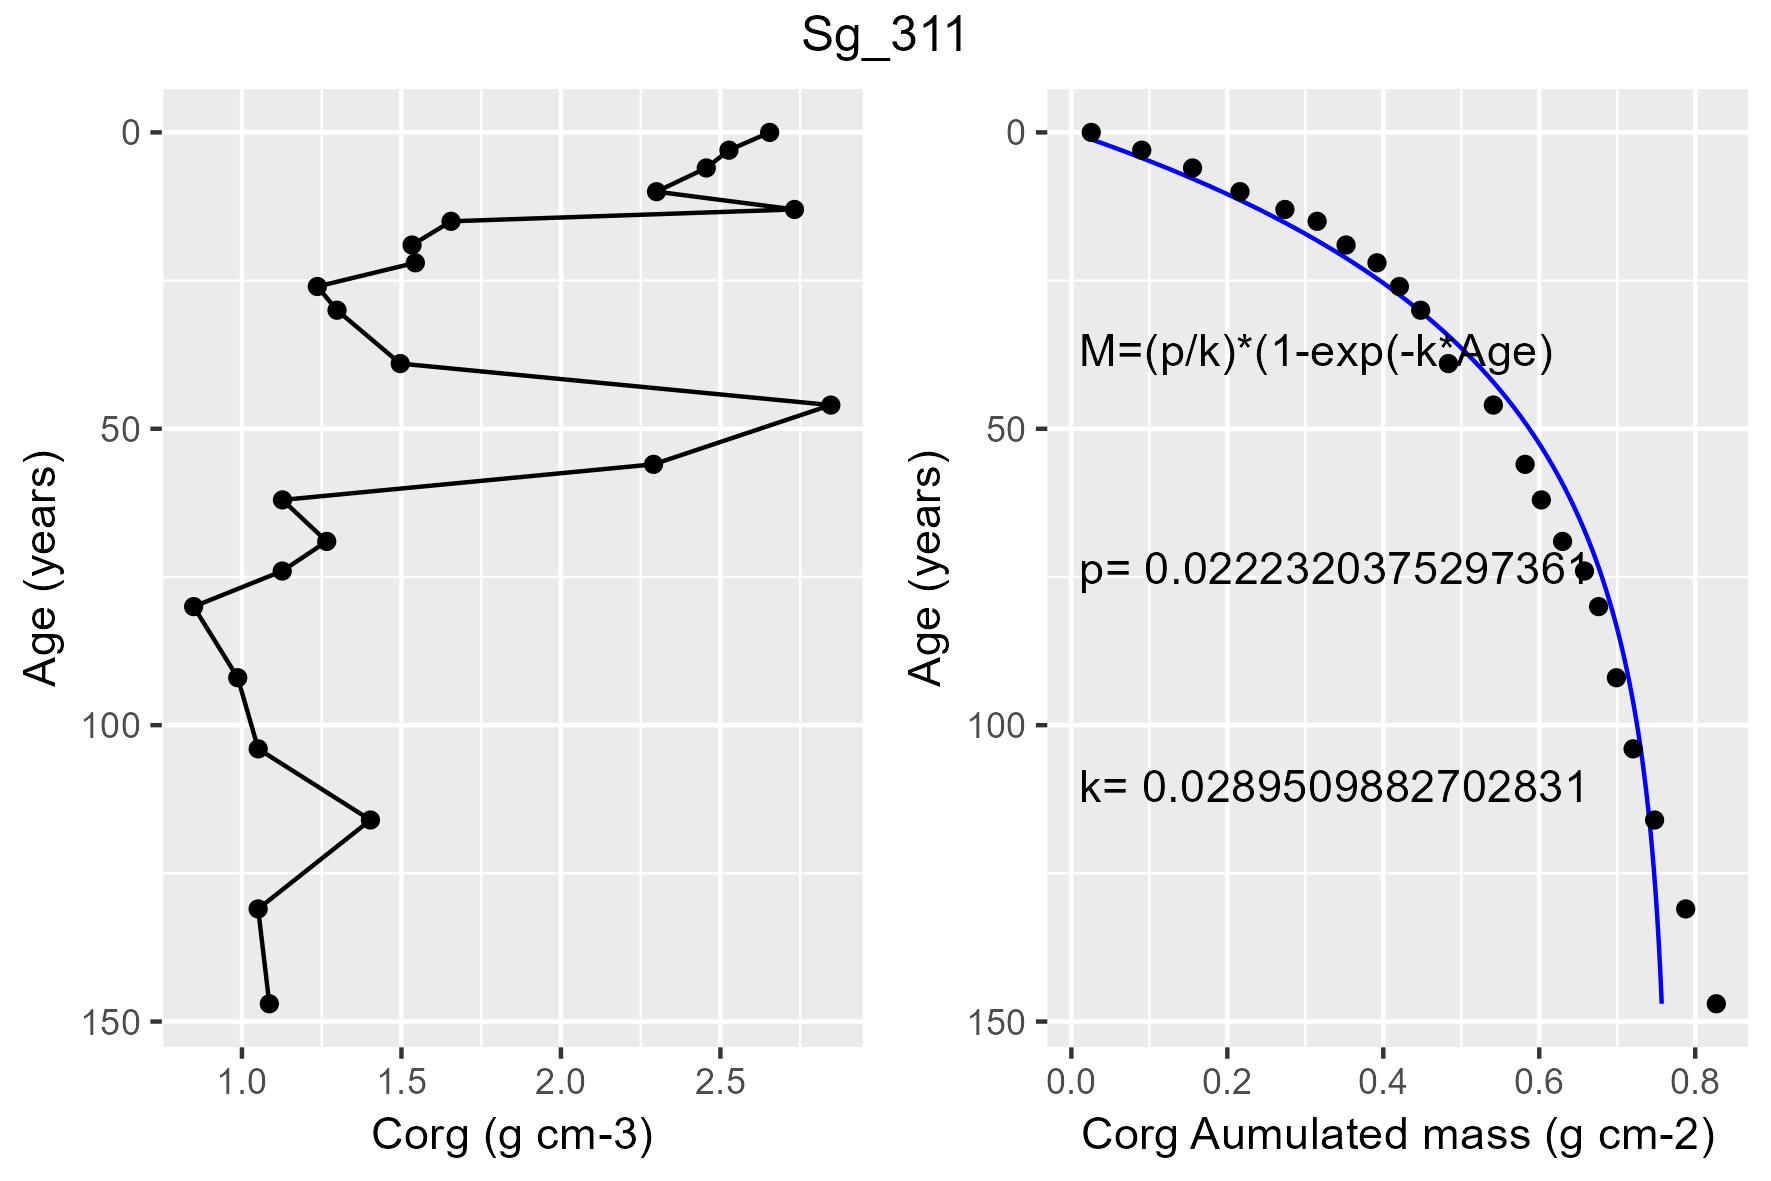 Sg_311
0
50
100
150
1.0 1.5 2.0 2.5
Age (years)
Corg (g cm-3)
0
50
100
150
0.0 0.2 0.4 0.6 0.8
Age (years)
Corg Aumulated mass (g cm-2)
M=(p/k)*(1-exp(-k*Age)
p= 0.0222320375297361
k= 0.0289509882702831